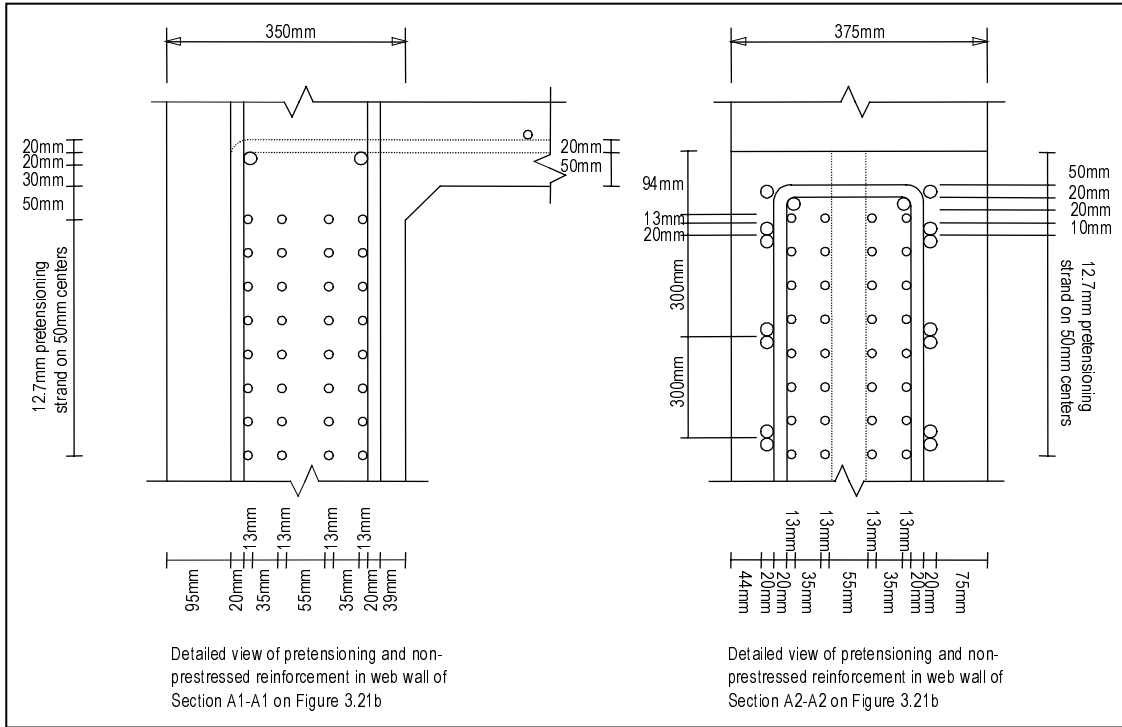 350mm
20mm
20mm
30mm
50mm
20mm
50mm
12.7mm pretensioning
strand on 50mm centers
13mm
13mm
13mm
13mm
95mm
20mm
35mm
55mm
35mm
20mm
39mm
Detailed view of pretensioning and non-
prestressed reinforcement in web wall of
Section A1-A1 on Figure 3.21b
375mm
94mm
13mm
20mm
300mm
300mm
50mm
20mm
20mm
10mm
12.7mm pretensioning
strand on 50mm centers
13mm
13mm
13mm
13mm
44mm
20mm
20mm
35mm
55mm
35mm
20mm
20mm
75mm
Detailed view of pretensioning and non-
prestressed reinforcement in web wall of
Section A2-A2 on Figure 3.21b